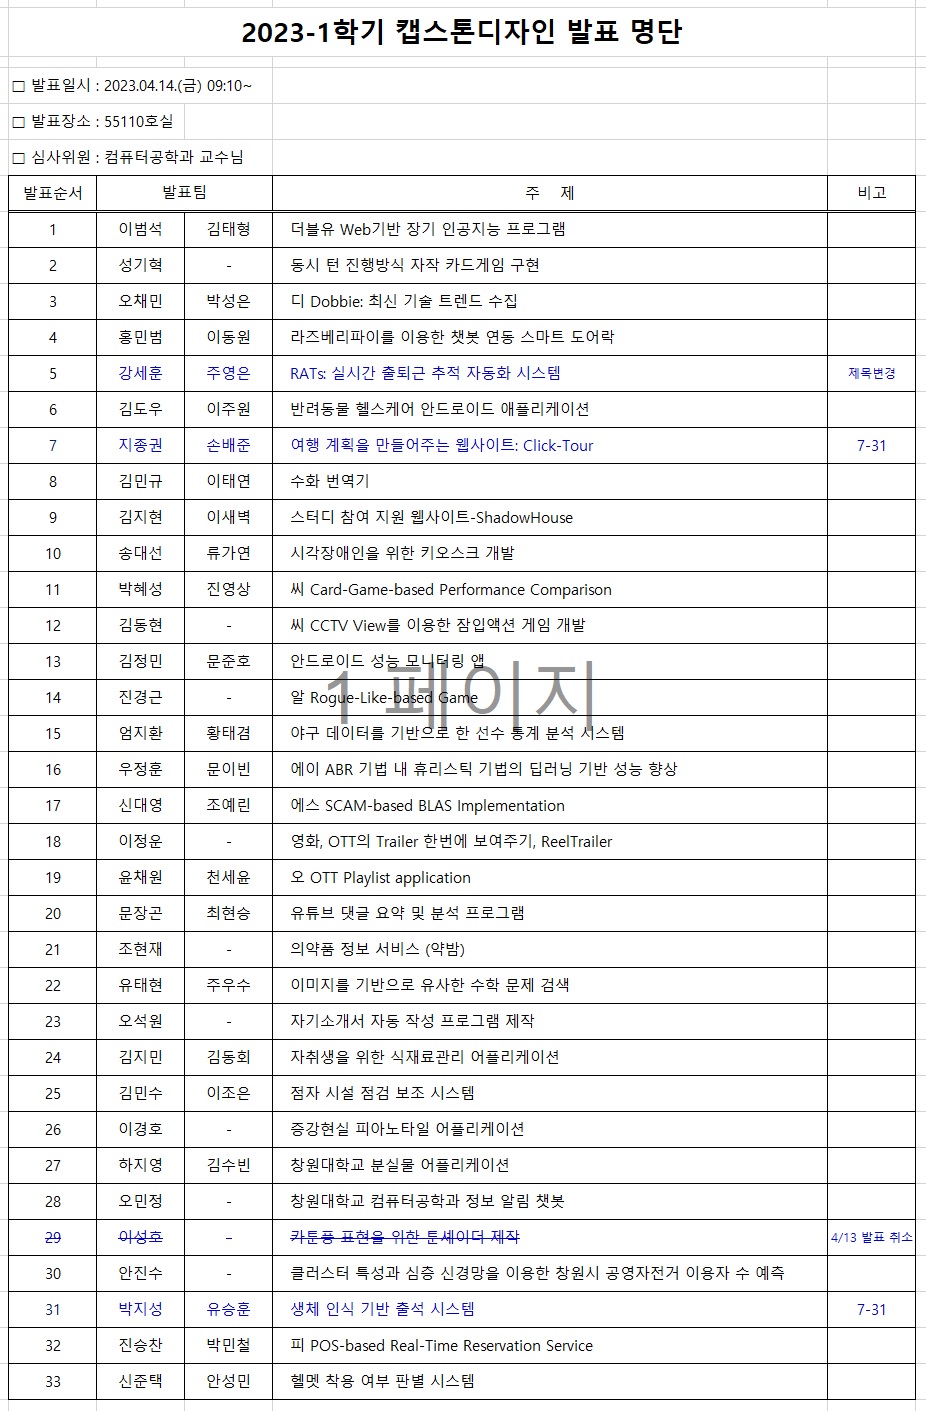 2023-1학기 캡스톤디자인 발표 명단
□ 발표일시 : 2023.04.14.(금) 09:10~
□ 발표장소 : 55110호실
□ 심사위원 : 컴퓨터공학과 교수님
발표순서 발표팀 주 제 비고
1 이범석 김태형 더블유 Web기반 장기 인공지능 프로그램
2 성기혁 - 동시 턴 진행방식 자작 카드게임 구현
3 오채민 박성은 디 Dobbie: 최신 기술 트렌드 수집
4 홍민범 이동원 라즈베리파이를 이용한 챗봇 연동 스마트 도어락
5 강세훈 주영은 RATs: 실시간 출퇴근 추적 자동화 시스템 제목변경
6 김도우 이주원 반려동물 헬스케어 안드로이드 애플리케이션
7 지종권 손배준 여행 계획을 만들어주는 웹사이트: Click-Tour 7-31
8 김민규 이태연 수화 번역기
9 김지현 이새벽 스터디 참여 지원 웹사이트-ShadowHouse
10 송대선 류가연 시각장애인을 위한 키오스크 개발
11 박혜성 진영상 씨 Card-Game-based Performance Comparison
12 김동현 - 씨 CCTV View를 이용한 잠입액션 게임 개발
13 김정민 문준호 안드로이드 성능 모니터링 앱
1 페이지
14 진경근 - 알 Rogue-Like-based Game
15 엄지환 황태겸 야구 데이터를 기반으로 한 선수 통계 분석 시스템
16 우정훈 문이빈 에이 ABR 기법 내 휴리스틱 기법의 딥러닝 기반 성능 향상
17 신대영 조예린 에스 SCAM-based BLAS Implementation
18 이정운 - 영화, OTT의 Trailer 한번에 보여주기, ReelTrailer
19 윤채원 천세윤 오 OTT Playlist application
20 문장곤 최현승 유튜브 댓글 요약 및 분석 프로그램
21 조현재 - 의약품 정보 서비스 (약밤)
22 유태현 주우수 이미지를 기반으로 유사한 수학 문제 검색
23 오석원 - 자기소개서 자동 작성 프로그램 제작
24 김지민 김동회 자취생을 위한 식재료관리 어플리케이션
25 김민수 이조은 점자 시설 점검 보조 시스템
26 이경호 - 증강현실 피아노타일 어플리케이션
27 하지영 김수빈 창원대학교 분실물 어플리케이션
28 오민정 - 창원대학교 컴퓨터공학과 정보 알림 챗봇
29 이성호 - 카툰풍 표현을 위한 툰셰이더 제작 4/13 발표 취소
30 안진수 - 클러스터 특성과 심층 신경망을 이용한 창원시 공영자전거 이용자 수 예측
31 박지성 유승훈 생체 인식 기반 출석 시스템 7-31
32 진승찬 박민철 피 POS-based Real-Time Reservation Service
33 신준택 안성민 헬멧 착용 여부 판별 시스템